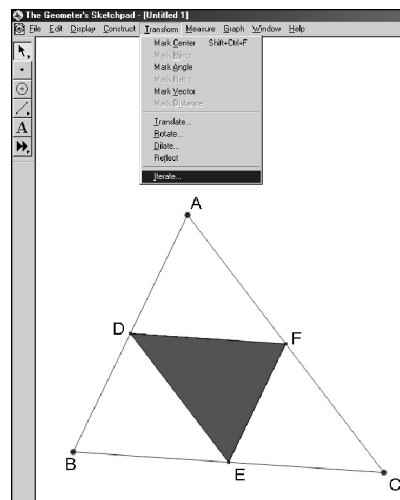 The Geometer's Sketchpad - [Untitled 1]
File Edit Display Construct Transform Measure Graph Window Help
Mark Center Shift+Ctrl+F
Mark Mirror
Mark Angle
Mark Ratio
Mark Vector
Mark Distance
Translate...
Rotate...
Dilate...
Reflect
Iterate...
A
A
D
F
B
E
C